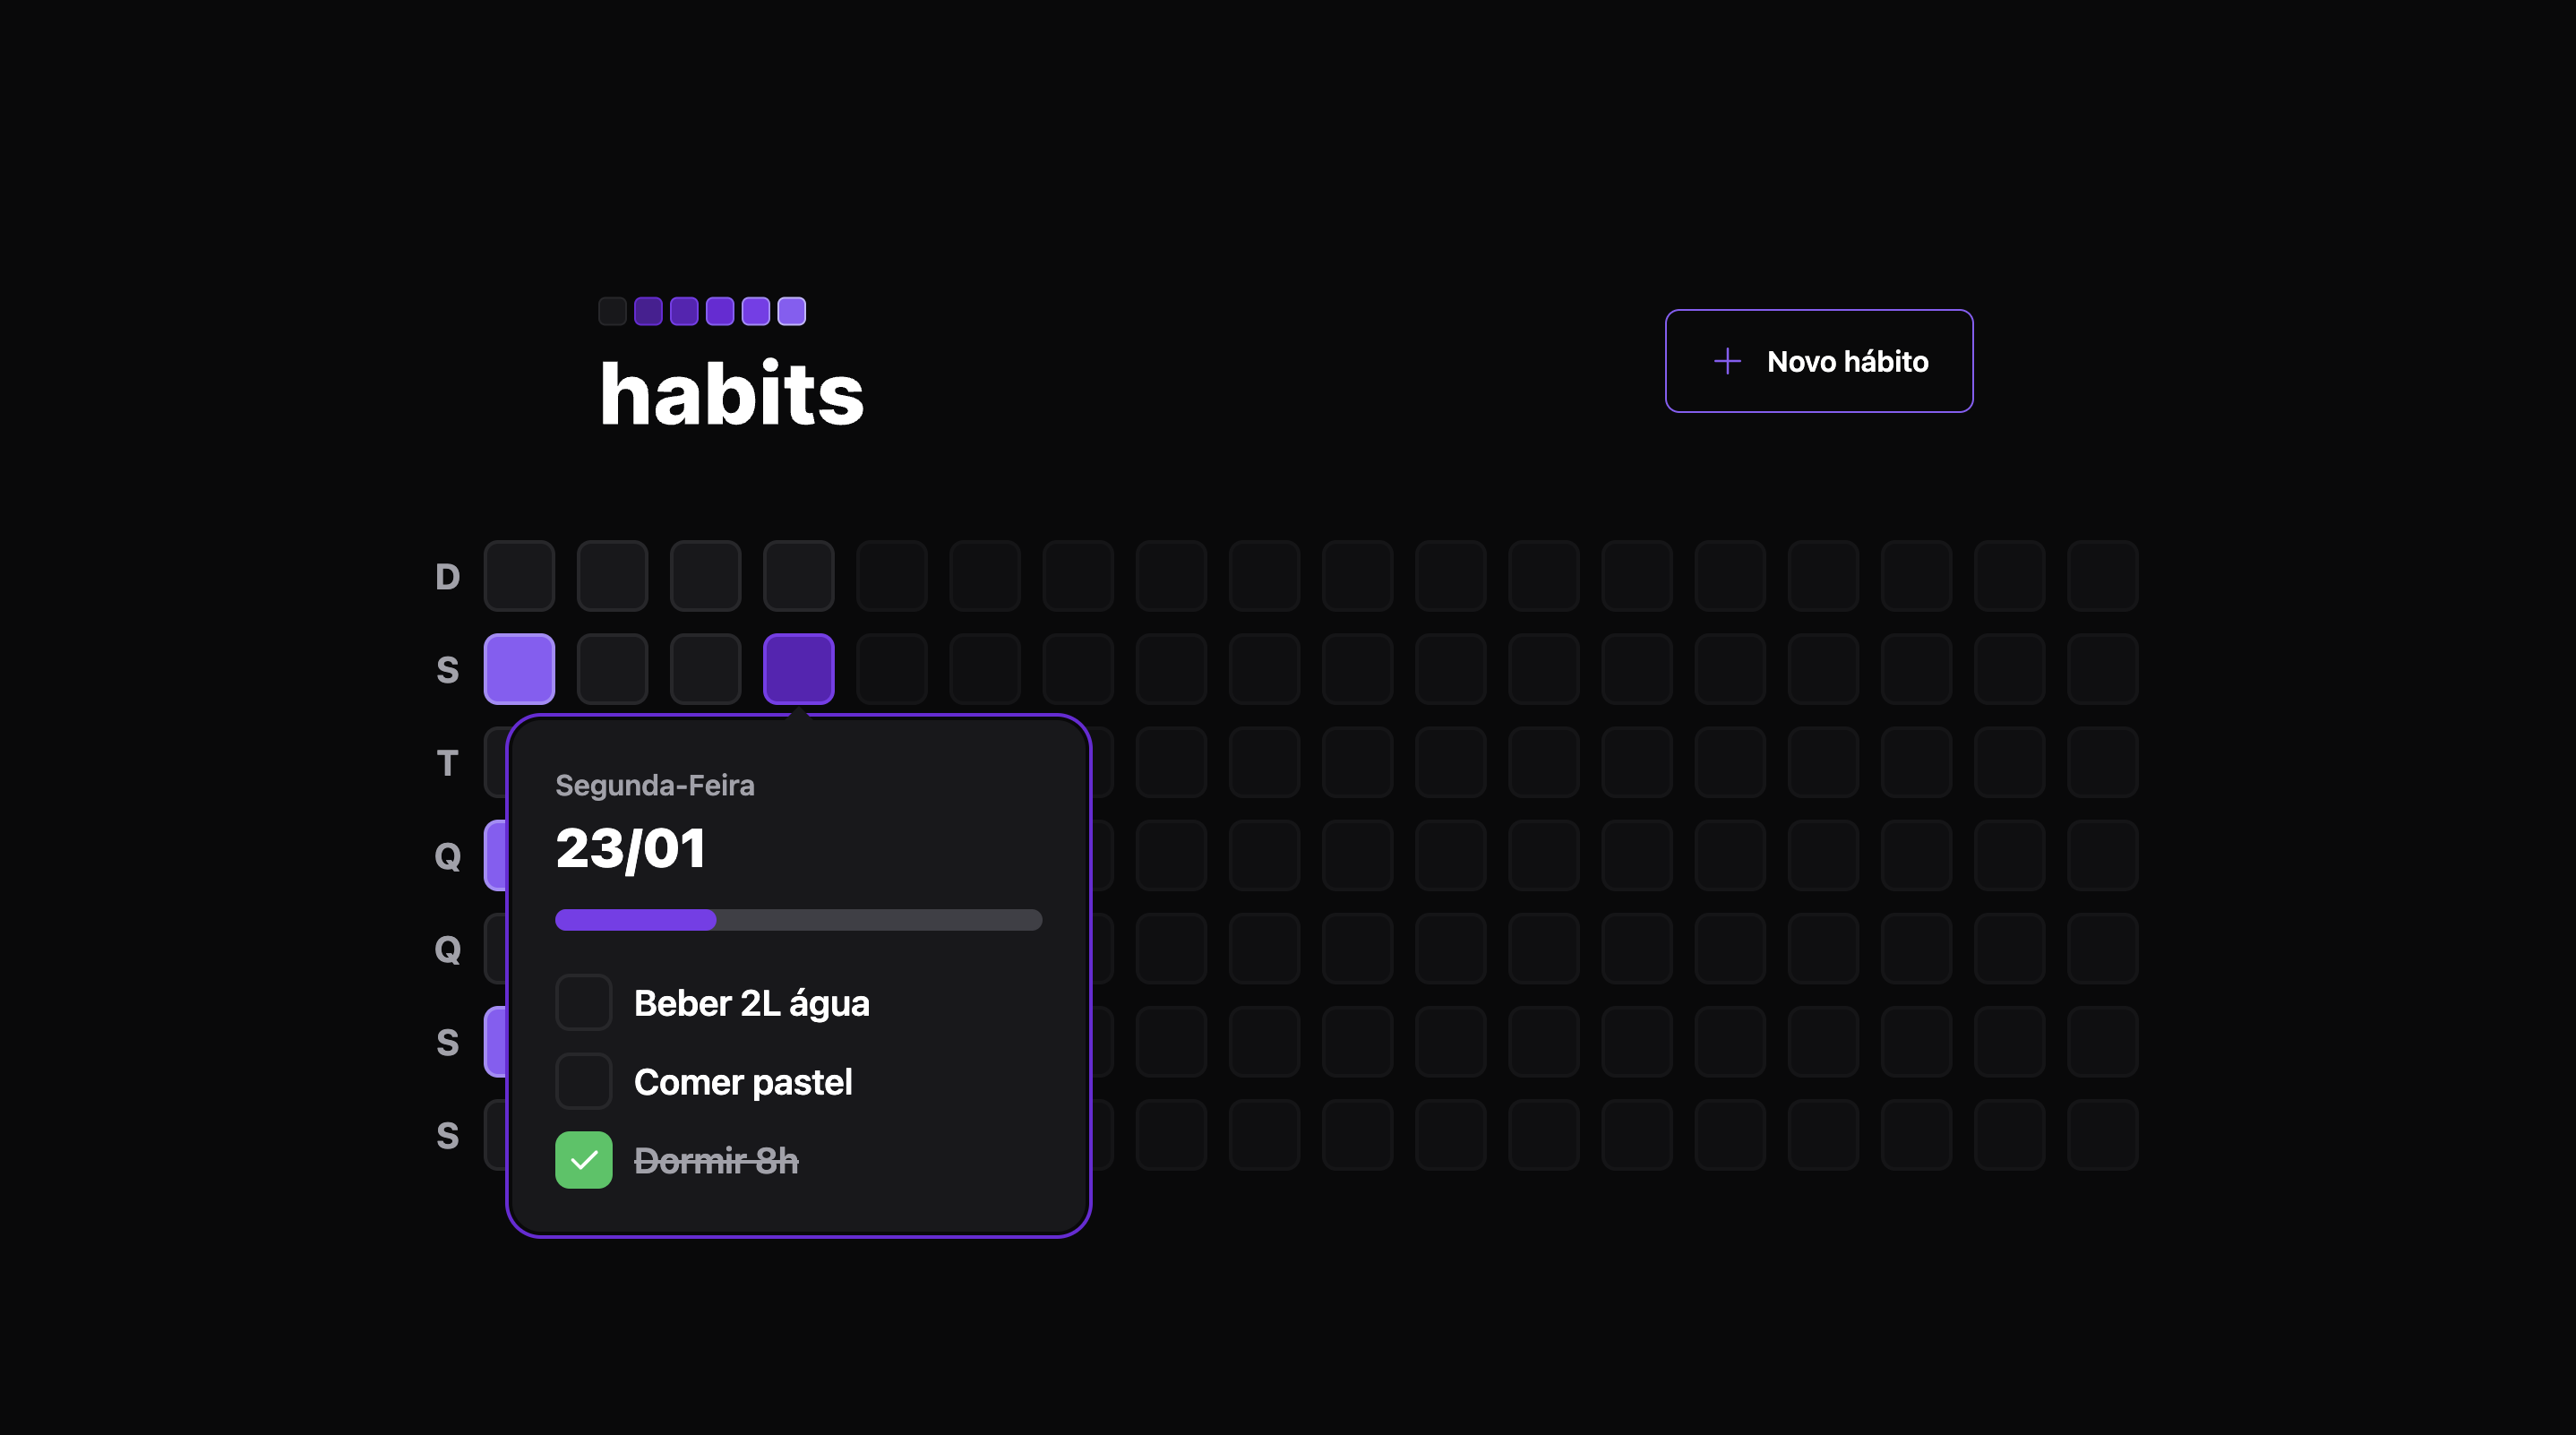 habits
Novo hábito
D
S
T
Q
Q
S
S
Segunda-Feira
23/01
Beber 2L água
Comer pastel
Dormir 8h